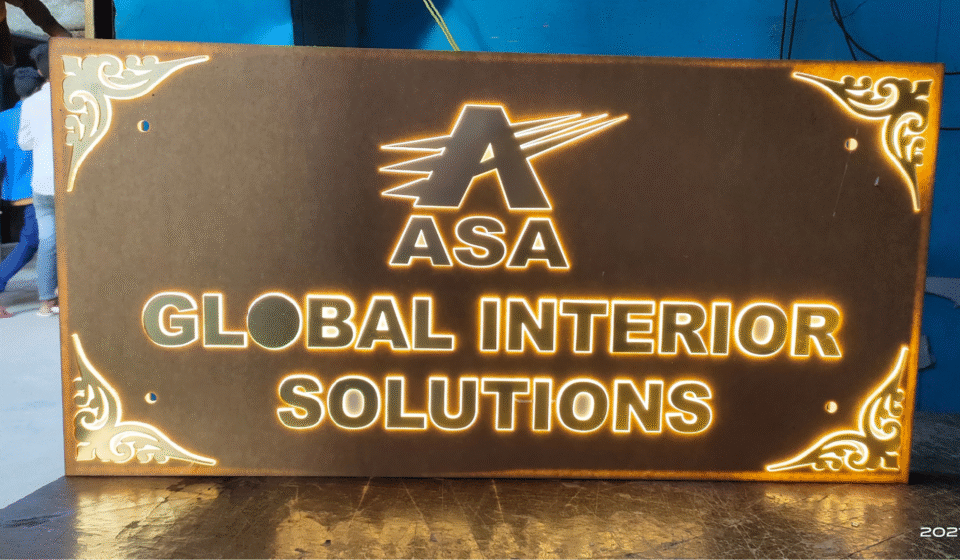 A
ASA
GLOBAL INTERIOR
SOLUTIONS